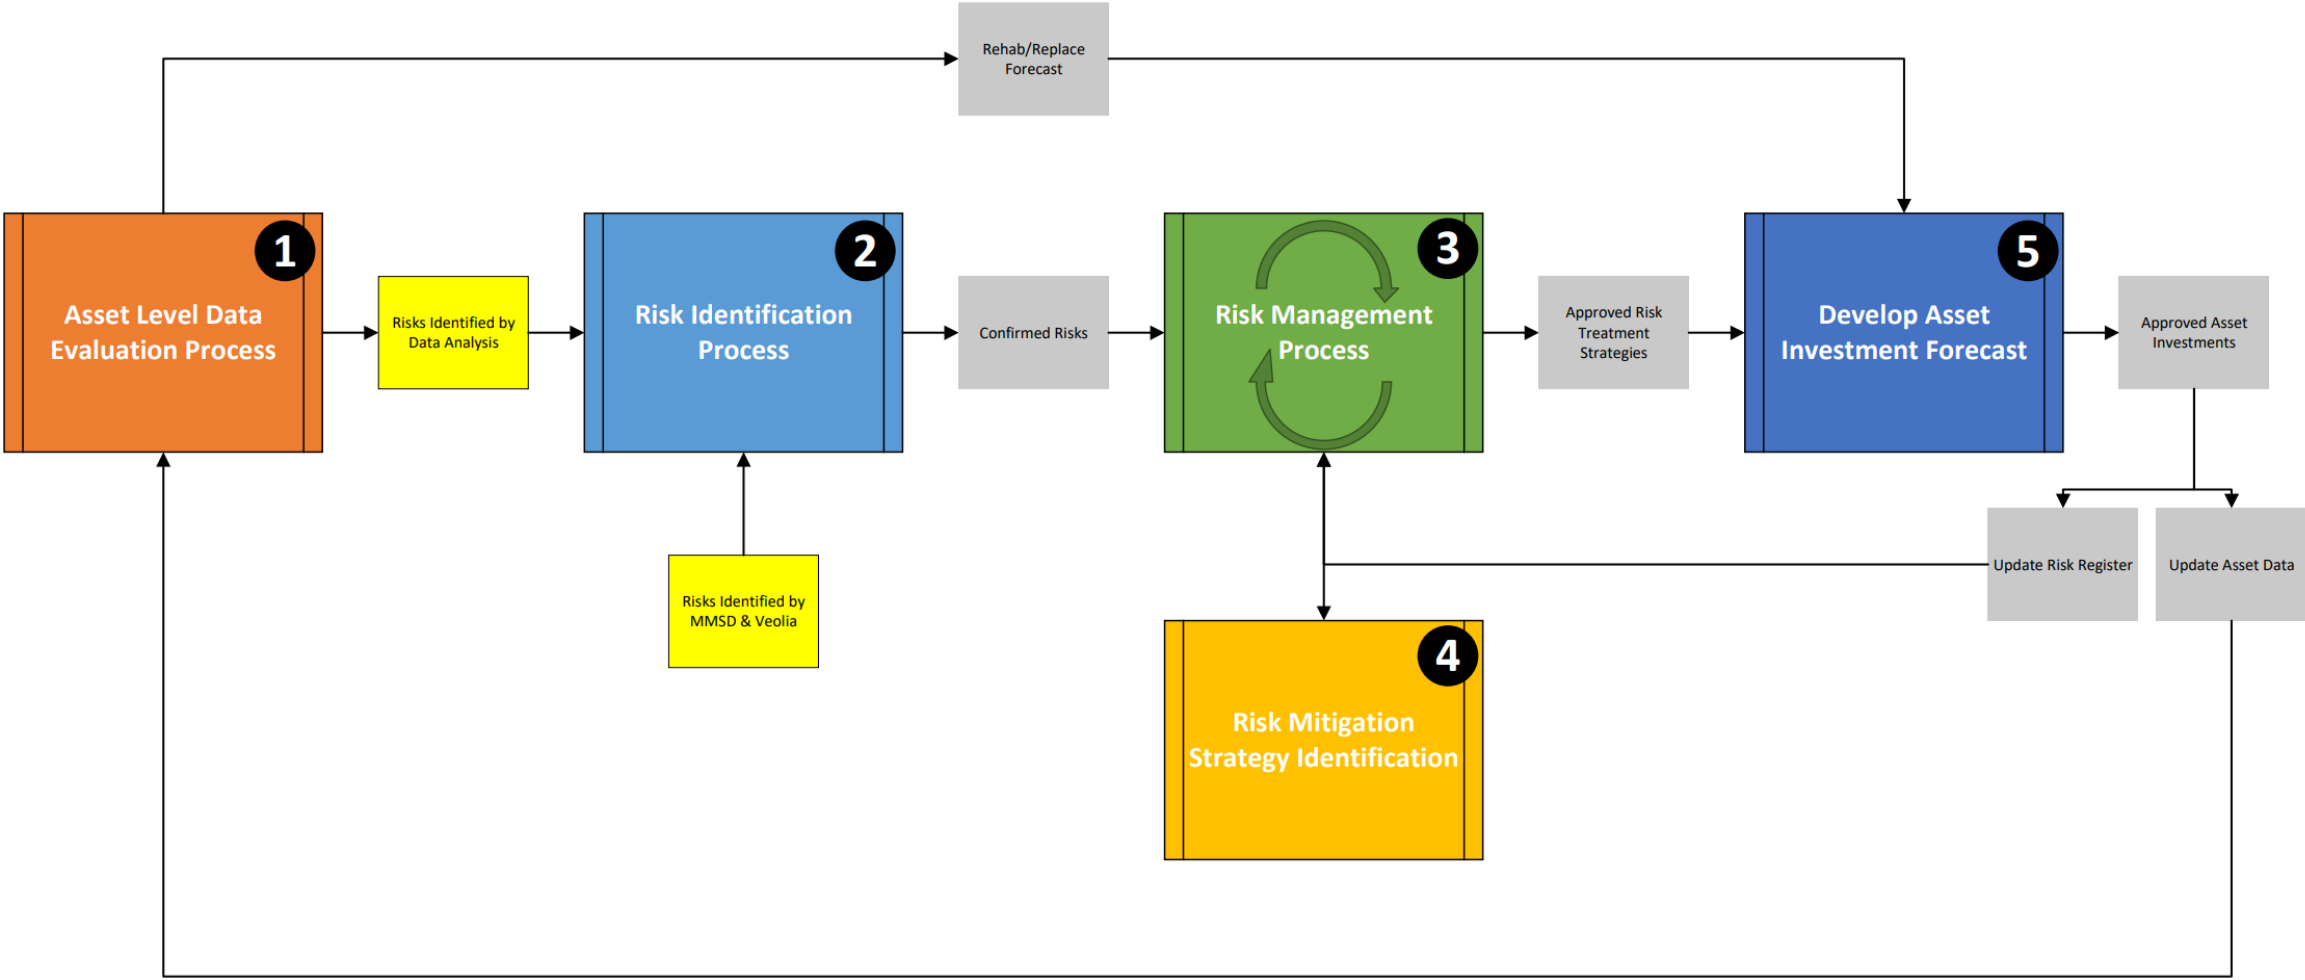 Rehab/Replace
Forecast
1
Asset Level Data
Evaluation Process
Risks Identified by
Data Analysis
2
Risk Identification
Process
Confirmed Risks
3
Risk Management
Process
Approved Risk
Treatment
Strategies
5
Develop Asset
Investment Forecast
Approved Asset
Investments
Risks Identified by
MMSD & Veolia
Update Risk Register
Update Asset Data
4
Risk Mitigation
Strategy Identification